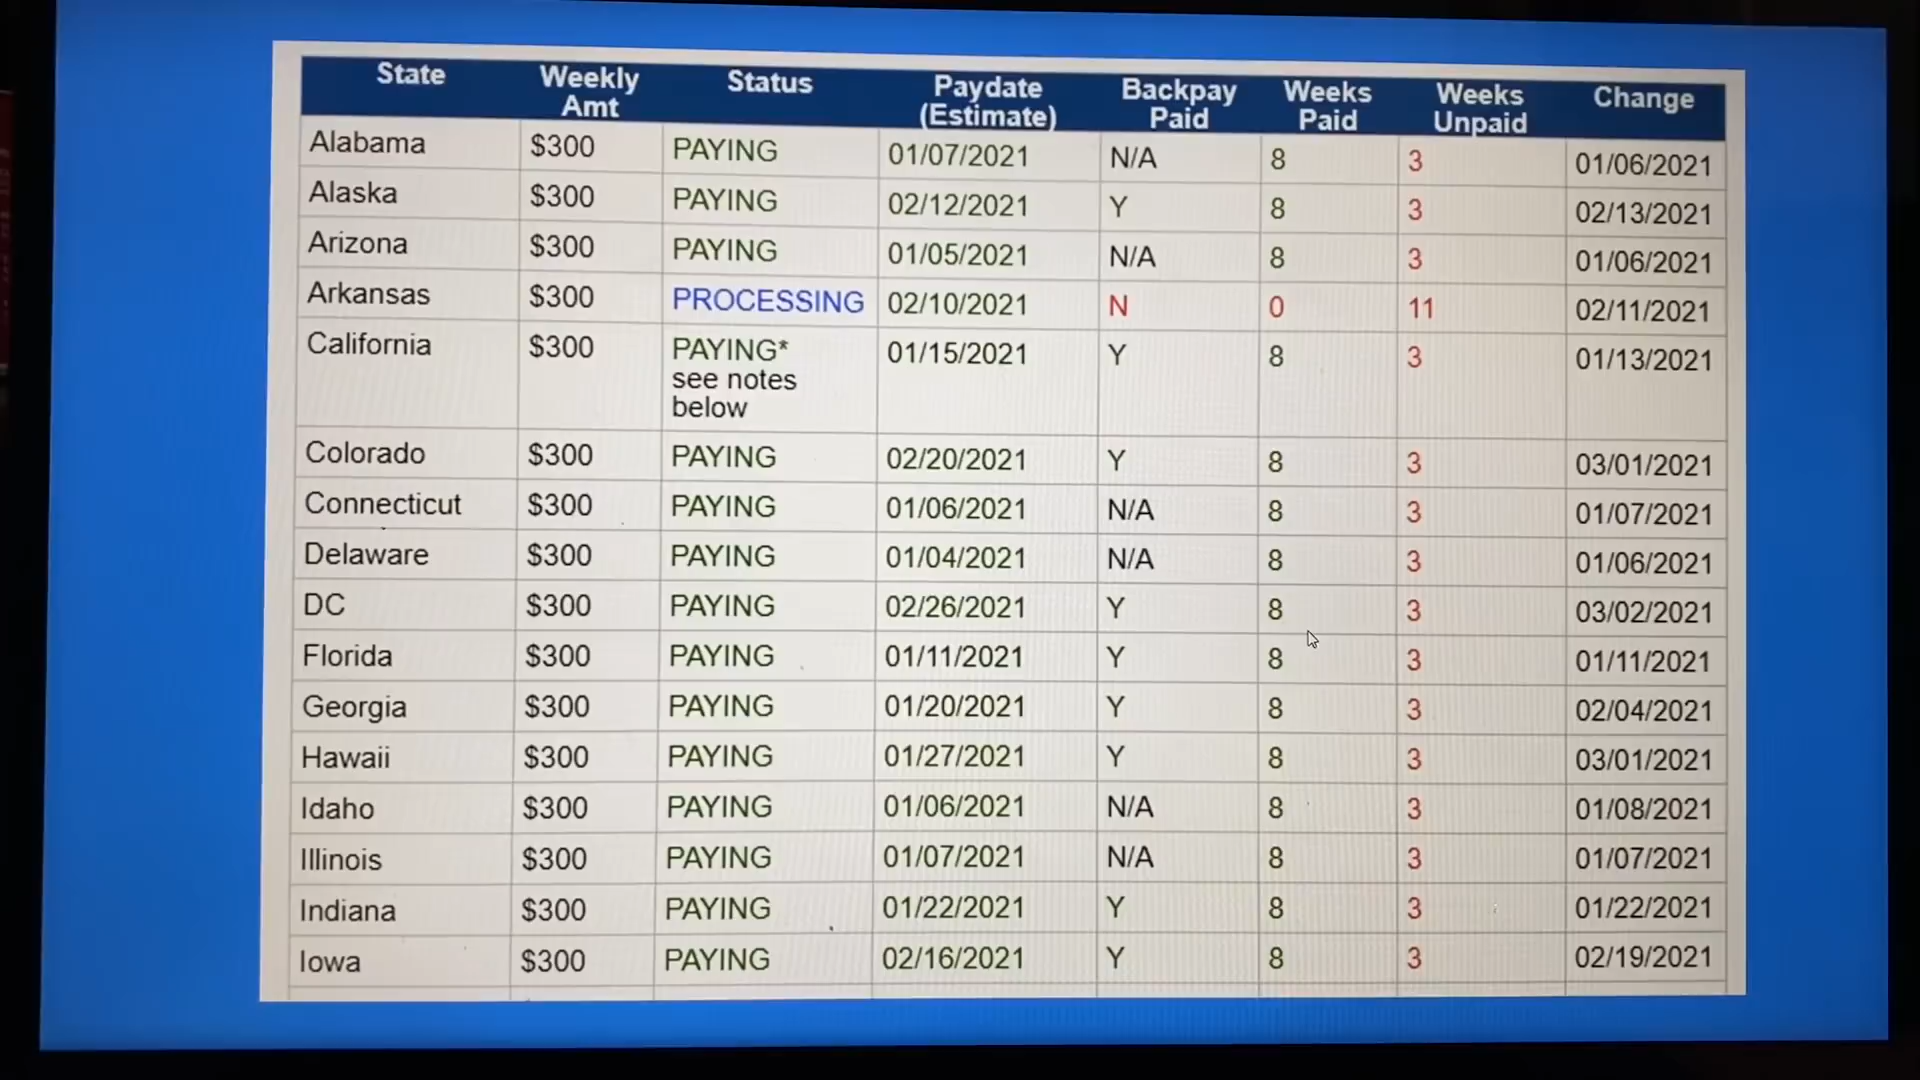 State Weekly Amt Status Paydate (Estimate) Backpay Paid Weeks Paid Weeks Unpaid Change
Alabama $300 PAYING 01/07/2021 N/A 8 3 01/06/2021
Alaska $300 PAYING 02/12/2021 Y 8 3 02/13/2021
Arizona $300 PAYING 01/05/2021 N/A 8 3 01/06/2021
Arkansas $300 PROCESSING 02/10/2021 N 0 11 02/11/2021
California $300 PAYING* see notes below 01/15/2021 Y 8 3 01/13/2021
Colorado $300 PAYING 02/20/2021 Y 8 3 03/01/2021
Connecticut $300 PAYING 01/06/2021 N/A 8 3 01/07/2021
Delaware $300 PAYING 01/04/2021 N/A 8 3 01/06/2021
DC $300 PAYING 02/26/2021 Y 8 3 03/02/2021
Florida $300 PAYING 01/11/2021 Y 8 3 01/11/2021
Georgia $300 PAYING 01/20/2021 Y 8 3 02/04/2021
Hawaii $300 PAYING 01/27/2021 Y 8 3 03/01/2021
Idaho $300 PAYING 01/06/2021 N/A 8 3 01/08/2021
Illinois $300 PAYING 01/07/2021 N/A 8 3 01/07/2021
Indiana $300 PAYING 01/22/2021 Y 8 3 01/22/2021
Iowa $300 PAYING 02/16/2021 Y 8 3 02/19/2021